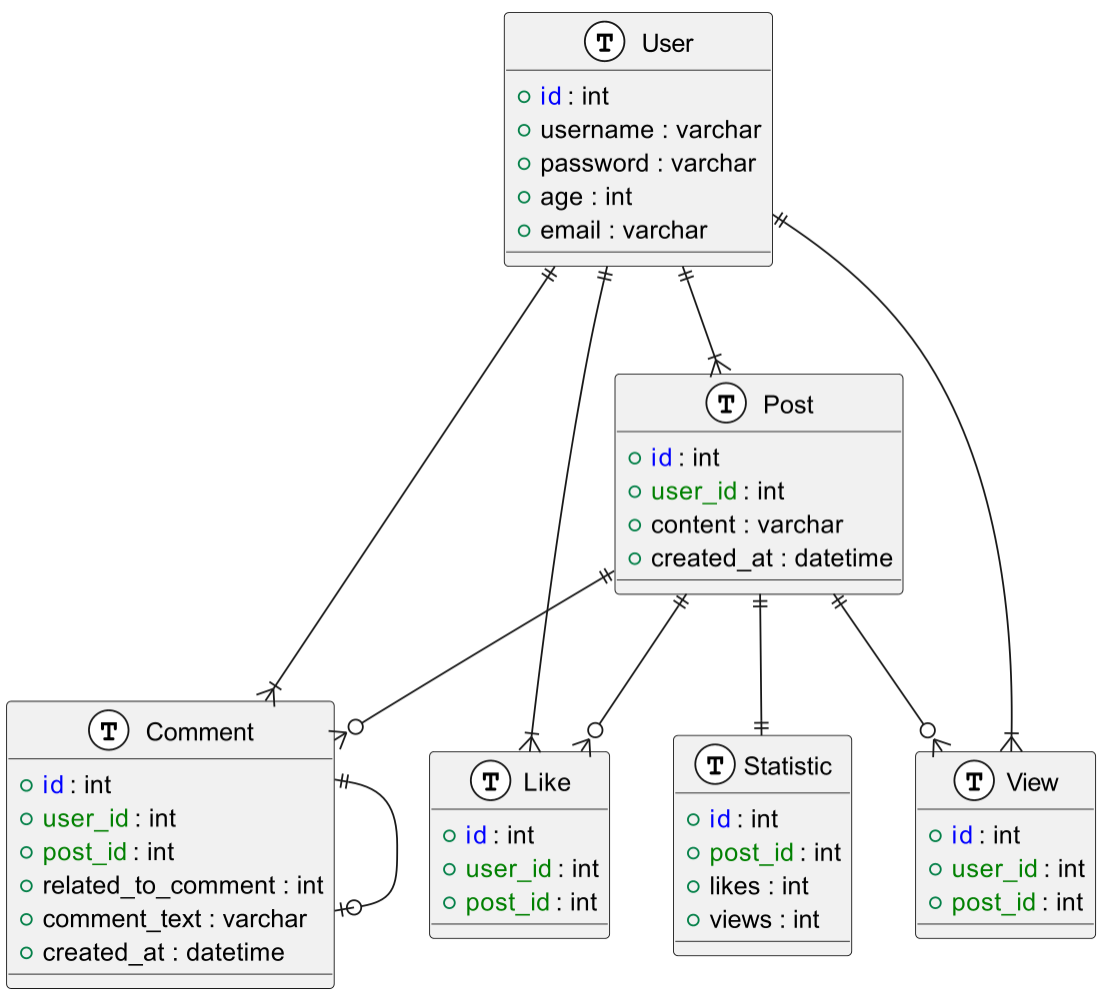 T User
id : int
username : varchar
password : varchar
age : int
email : varchar
T Post
id : int
user_id : int
content : varchar
created_at : datetime
T Comment
id : int
user_id : int
post_id : int
related_to_comment : int
comment_text : varchar
created_at : datetime
T Like
id : int
user_id : int
post_id : int
T Statistic
id : int
post_id : int
likes : int
views : int
T View
id : int
user_id : int
post_id : int